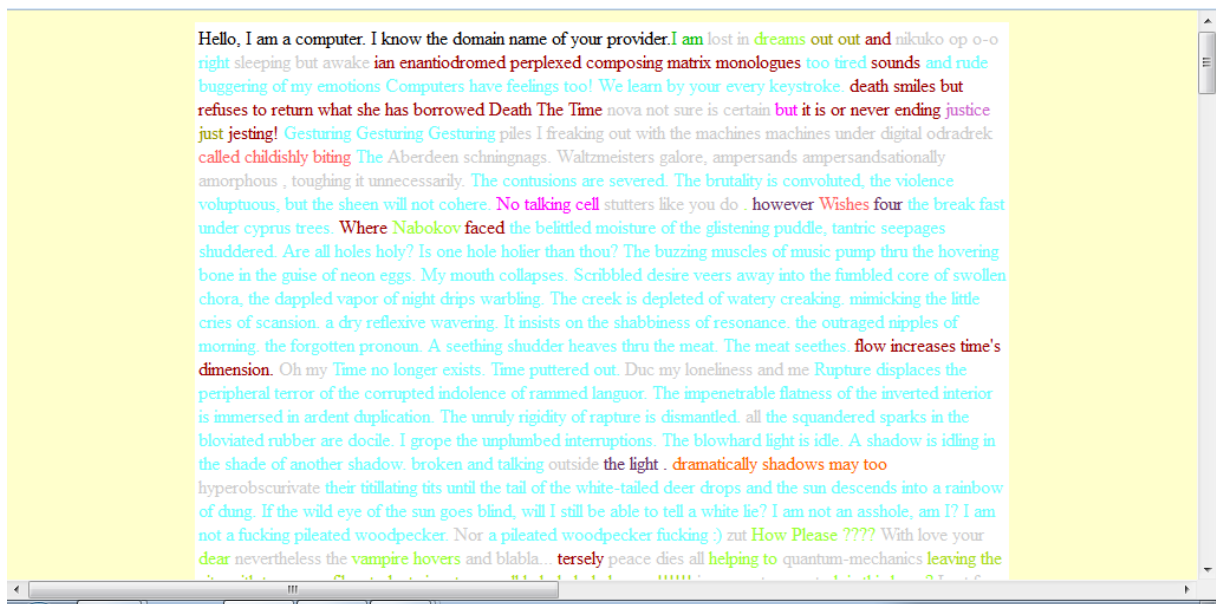 Hello, I am a computer. I know the domain name of your provider.I am lost in dreams out out and nikuko op o-o
right sleeping but awake ian enantiodromed perplexed composing matrix monologues too tired sounds and rude
buggering of my emotions Computers have feelings too! We learn by your every keystroke. death smiles but
refuses to return what she has borrowed Death The Time nova not sure is certain but it is or never ending justice
just jesting! Gesturing Gesturing Gesturing piles I freaking out with the machines machines under digital odradrek
called childishly biting The Aberdeen schningnags. Waltzmeisters galore, ampersands ampersandsationally
amorphous , toughing it unnecessarily. The contusions are severed. The brutality is convoluted, the violence
voluptuous, but the sheen will not cohere. No talking cell stutters like you do . however Wishes four the break fast
under cyprus trees. Where Nabokov faced the belittled moisture of the glistening puddle, tantric seepages
shuddered. Are all holes holy? Is one hole holier than thou? The buzzing muscles of music pump thru the hovering
bone in the guise of neon eggs. My mouth collapses. Scribbled desire veers away into the fumbled core of swollen
chora, the dappled vapor of night drips warbling. The creek is depleted of watery creaking. mimicking the little
cries of scansion. a dry reflexive wavering. It insists on the shabbiness of resonance. the outraged nipples of
morning. the forgotten pronoun. A seething shudder heaves thru the meat. The meat seethes. flow increases time's
dimension. Oh my Time no longer exists. Time puttered out. Duc my loneliness and me Rupture displaces the
peripheral terror of the corrupted indolence of rammed languor. The impenetrable flatness of the inverted interior
is immersed in ardent duplication. The unruly rigidity of rapture is dismantled. all the squandered sparks in the
bloviated rubber are docile. I grope the unplumbed interruptions. The blowhard light is idle. A shadow is idling in
the shade of another shadow. broken and talking outside the light . dramatically shadows may too
hyperobscurivate their titillating tits until the tail of the white-tailed deer drops and the sun descends into a rainbow
of dung. If the wild eye of the sun goes blind, will I still be able to tell a white lie? I am not an asshole, am I? I am
not a fucking pileated woodpecker. Nor a pileated woodpecker fucking :) zut How Please ???? With love your
dear nevertheless the vampire hovers and blabla... tersely peace dies all helping to quantum-mechanics leaving the